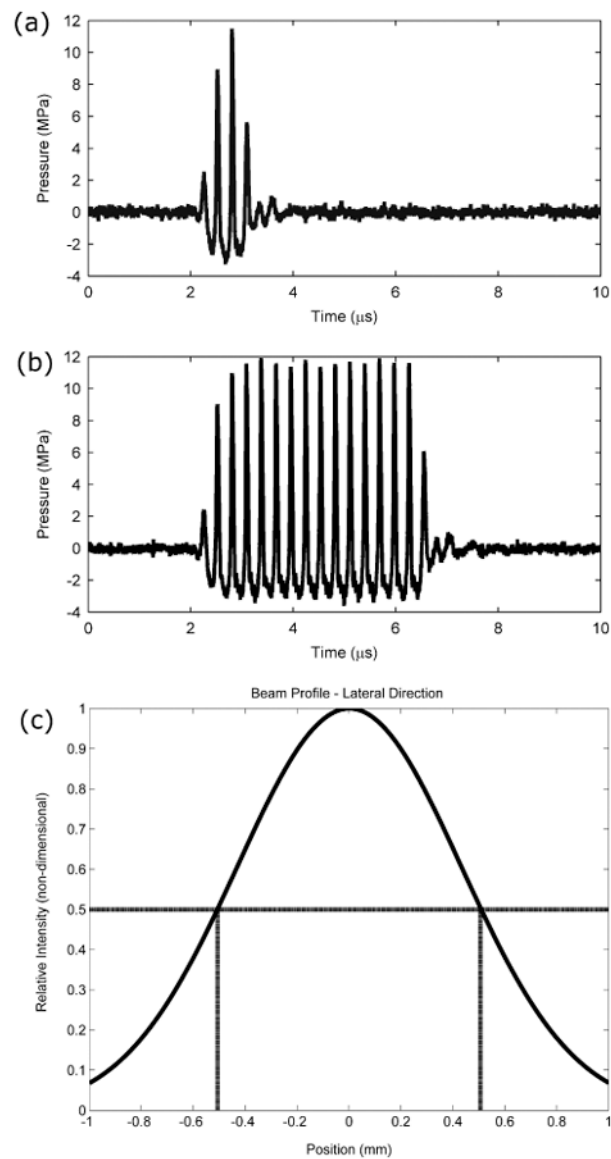 (a)
12
10
8
6
4
2
0
-2
-4
Pressure (MPa)
0 2 4 6 8 10
Time (μs)
(b)
12
10
8
6
4
2
0
-2
-4
Pressure (MPa)
0 2 4 6 8 10
Time (μs)
Beam Profile - Lateral Direction
(c)
1
0.9
0.8
0.7
0.6
0.5
0.4
0.3
0.2
0.1
0
Relative Intensity (non-dimensional)
-1 -0.8 -0.6 -0.4 -0.2 0 0.2 0.4 0.6 0.8 1
Position (mm)